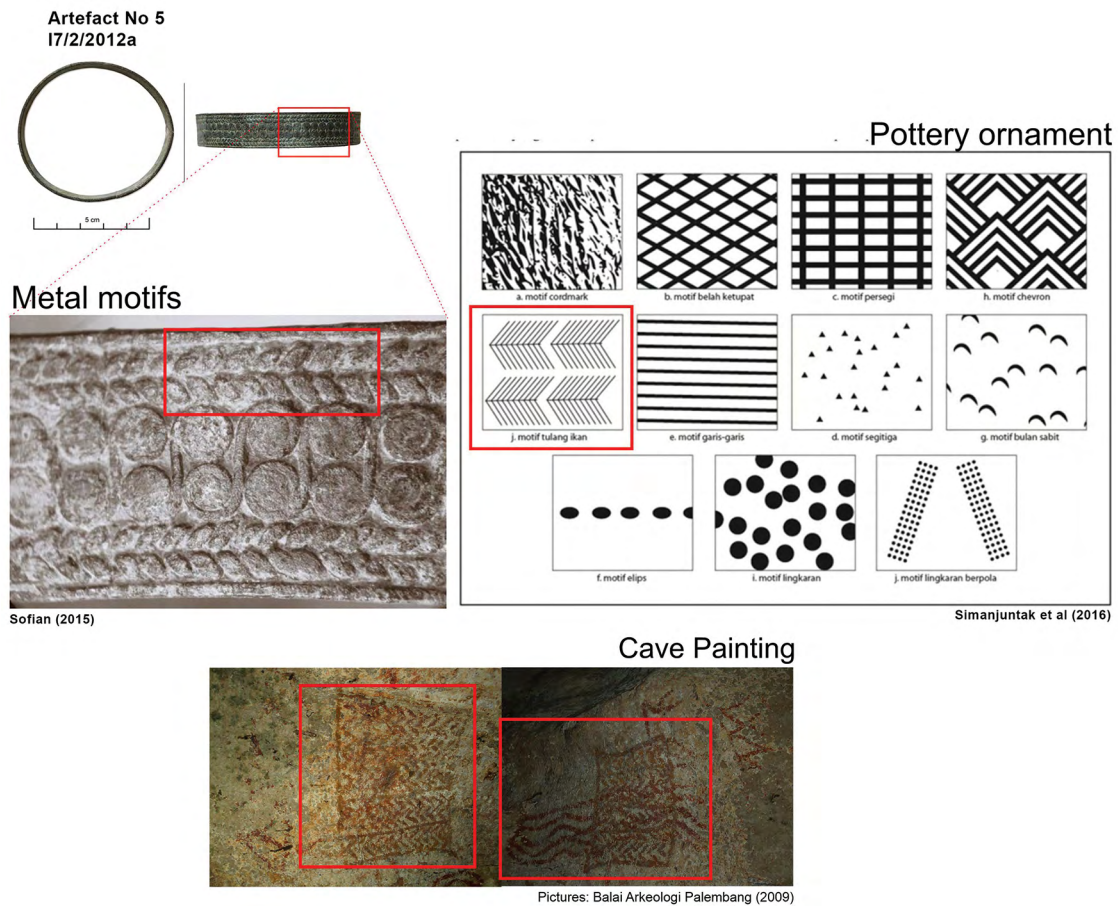 Artefact No 5
I7/2/2012a
5 cm
Metal motifs
Sofian (2015)
Pottery ornament
a. motif cordmark
b. motif belah ketupat
c. motif persegi
h. motif chevron
j. motif tulang ikan
e. motif garis-garis
d. motif segitiga
g. motif bulan sabit
f. motif elips
i. motif lingkaran
j. motif lingkaran berpola
Simanjuntak et al (2016)
Cave Painting
Pictures: Balai Arkeologi Palembang (2009)